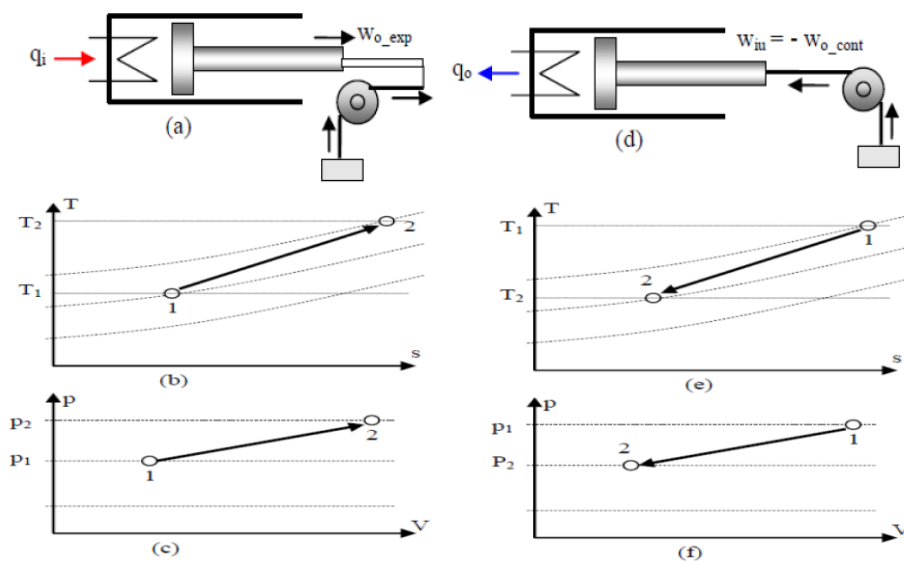 qi
Wo_exp
(a)
qo
Wiu = - Wo_cont
(d)
T
T2
2
T1
1
s
(b)
T
T1
1
2
T2
s
(e)
p
p2
2
p1
1
V
(c)
p
p1
1
2
P2
V
(f)